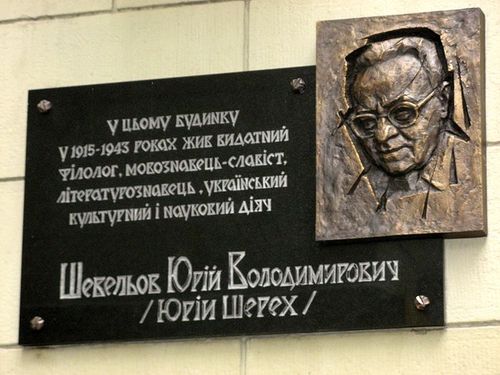 У ЦЬОМУ БУДИНКУ
У 1915-1943 РОКАХ ЖИВ ВИДАТНИЙ
ФІЛОЛОГ, МОВОЗНАВЕЦЬ-СЛАВІСТ,
ЛІТЕРАТУРОЗНАВЕЦЬ, УКРАЇНСЬКИЙ
КУЛЬТУРНИЙ І НАУКОВИЙ ДІЯЧ
ШЕВЕЛЬОВ ЮРІЙ ВОЛОДИМИРОВИЧ
/ЮРІЙ ШЕРЕХ/